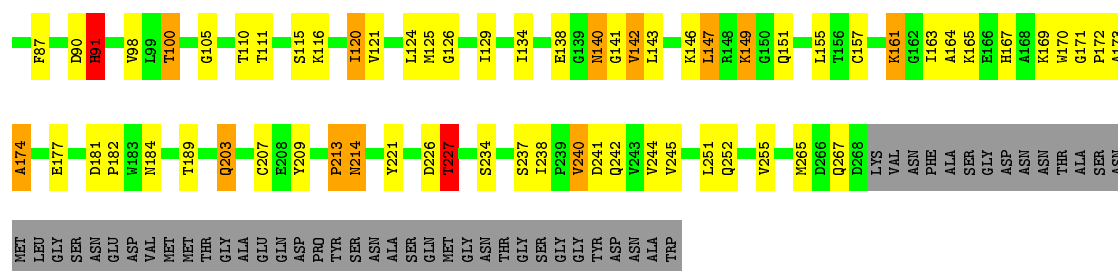 F87 D90 H91 V98 L99 T100 G105 T110 T111 S115 K116 I120 V121 L124 M125 G126 I129 I134 E138 G139 N140 G141 V142 L143 K146 L147 R148 K149 G150 Q151 L155 T156 C157 K161 G162 I163 A164 K165 E166 H167 A168 K169 W170 G171 P172 A173
A174 E177 D181 P182 W183 N184 T189 Q203 C207 E208 Y209 P213 N214 Y221 D226 T227 S234 S237 I238 P239 V240 D241 Q242 V243 V244 V245 L251 Q252 V255 M265 D266 Q267 D268 LYS VAL ASN PHE ALA SER GLY ASP ASN ASN THR ALA SER ASN
MET LEU GLY SER ASN GLU ASP VAL MET MET THR GLY ALA GLU GLN ASP PRO TYR SER ASN ALA SER GLN MET GLY ASN THR GLY SER GLY GLY TYR ASP ASN ALA TRP